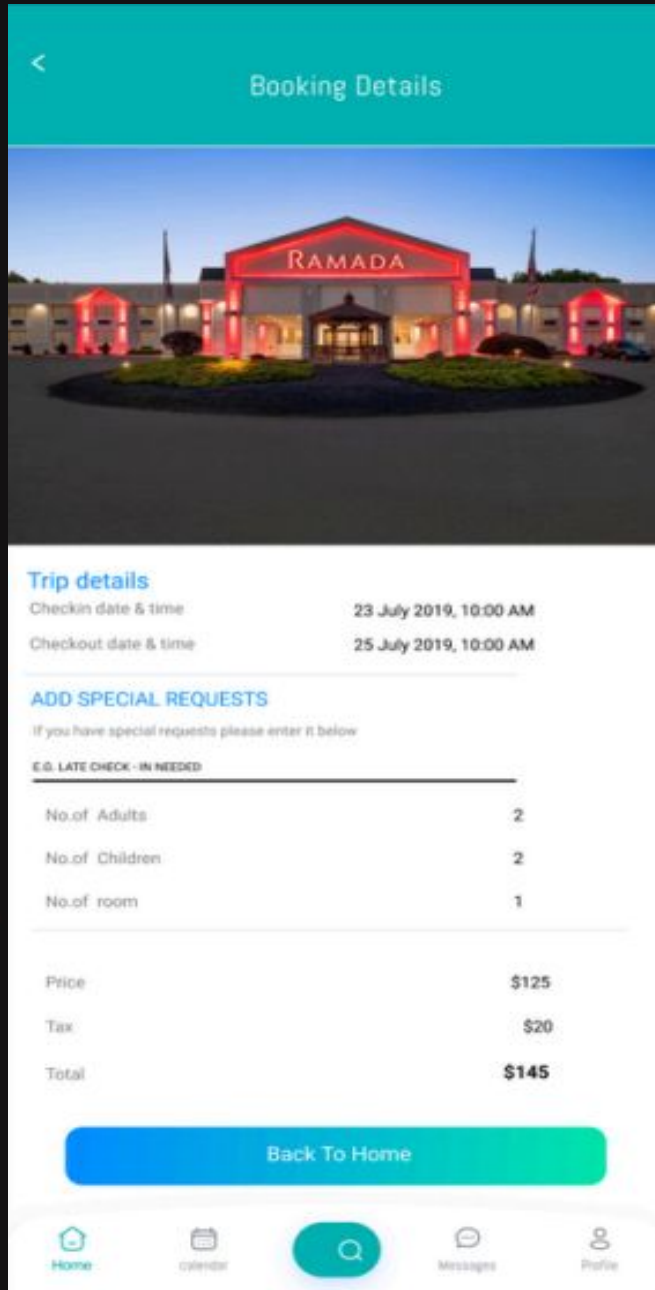 <
Booking Details
RAMADA
Trip details
Checkin date & time 23 July 2019, 10:00 AM
Checkout date & time 25 July 2019, 10:00 AM
ADD SPECIAL REQUESTS
If you have special requests please enter it below
E.G. LATE CHECK - IN NEEDED
No.of Adults 2
No.of Children 2
No.of room 1
Price $125
Tax $20
Total $145
Back To Home
Home calendar Messages Profile